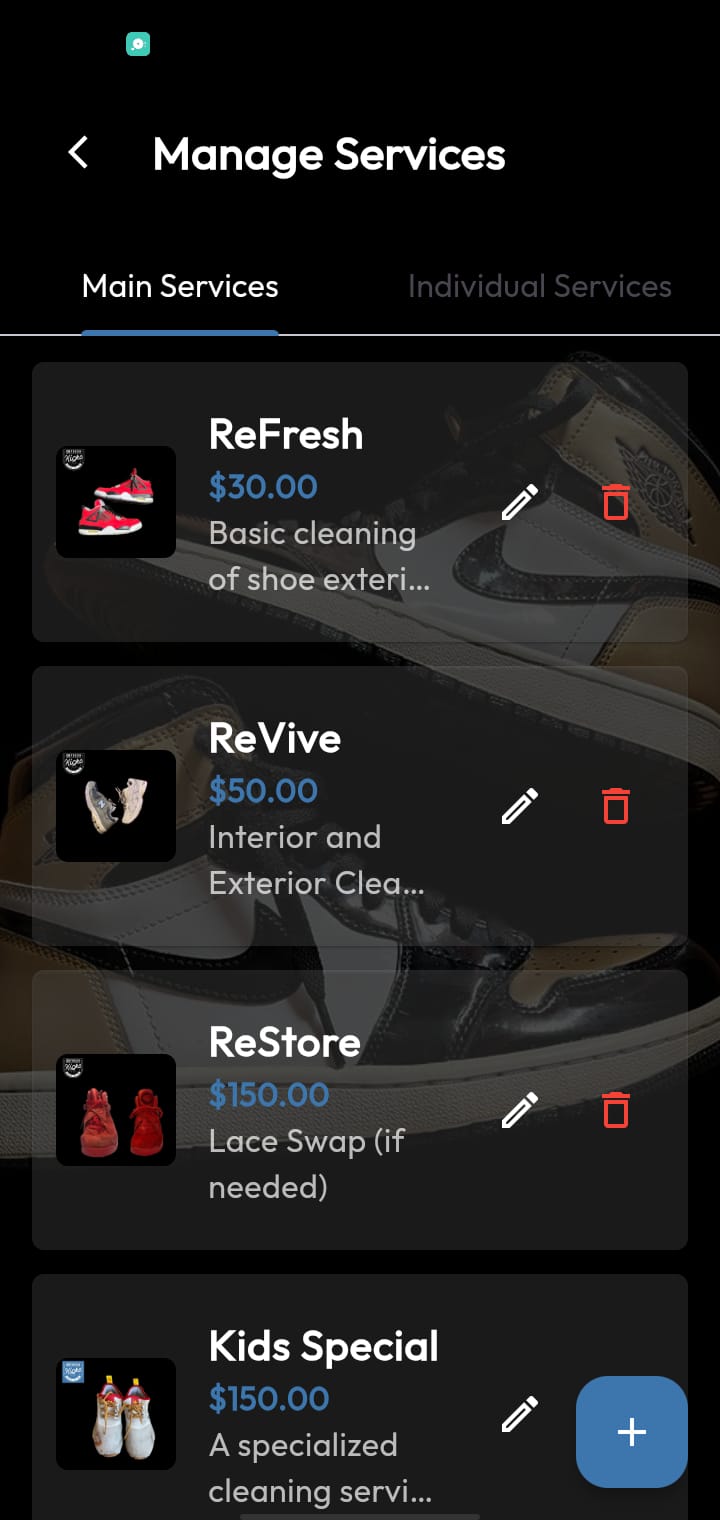 Manage Services
Main Services
Individual Services
ReFresh
$30.00
Basic cleaning
of shoe exteri...
ReVive
$50.00
Interior and
Exterior Clea...
ReStore
$150.00
Lace Swap (if
needed)
Kids Special
$150.00
A specialized
cleaning servi...